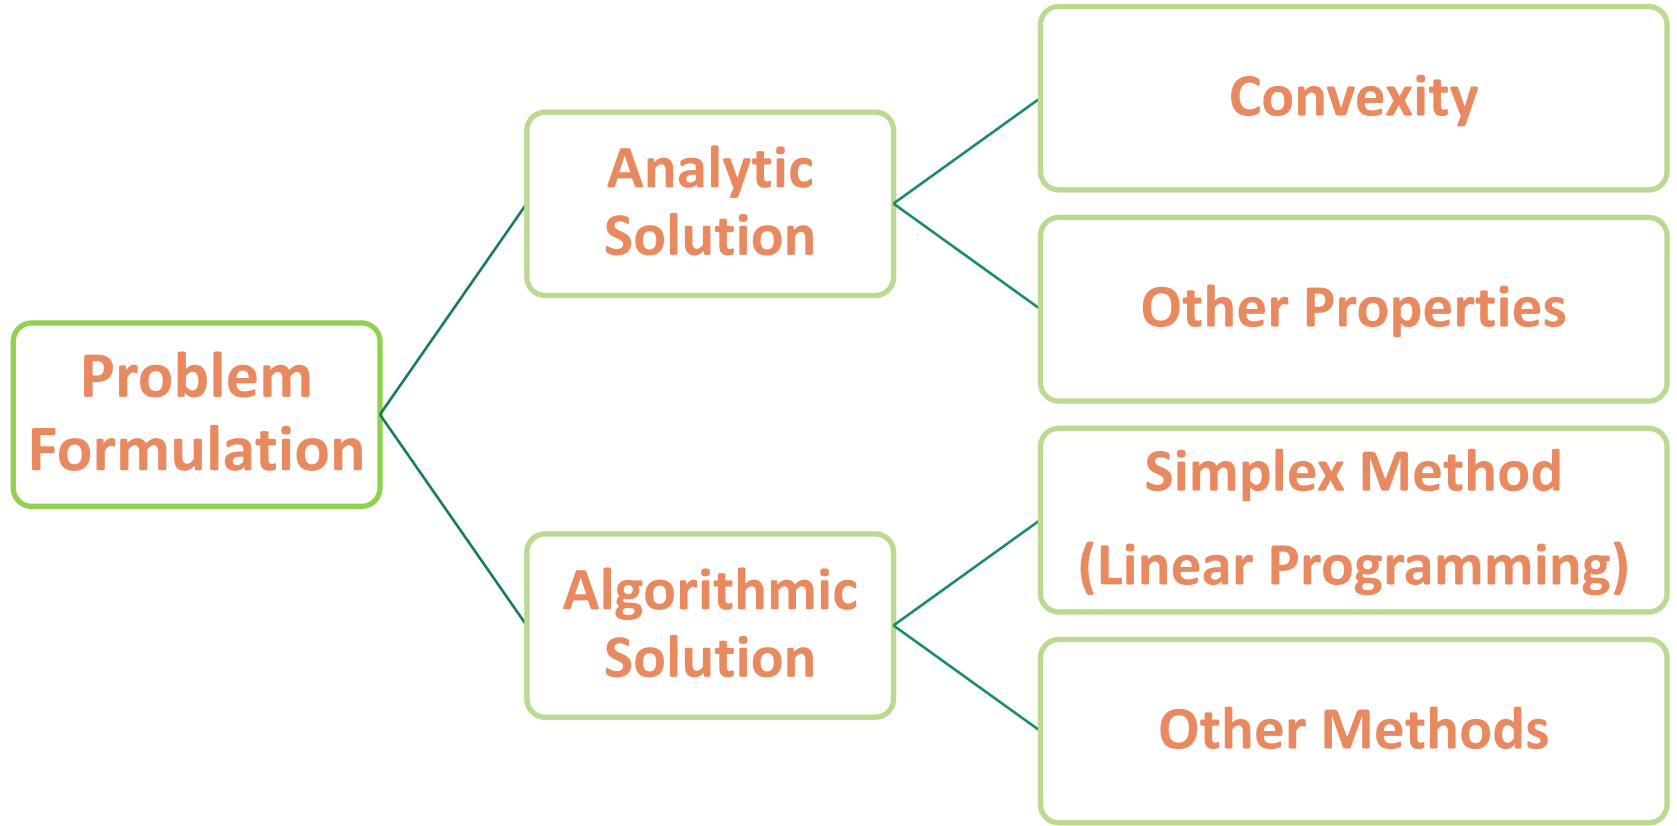 Problem
Formulation
Analytic
Solution
Convexity
Other Properties
Algorithmic
Solution
Simplex Method
(Linear Programming)
Other Methods